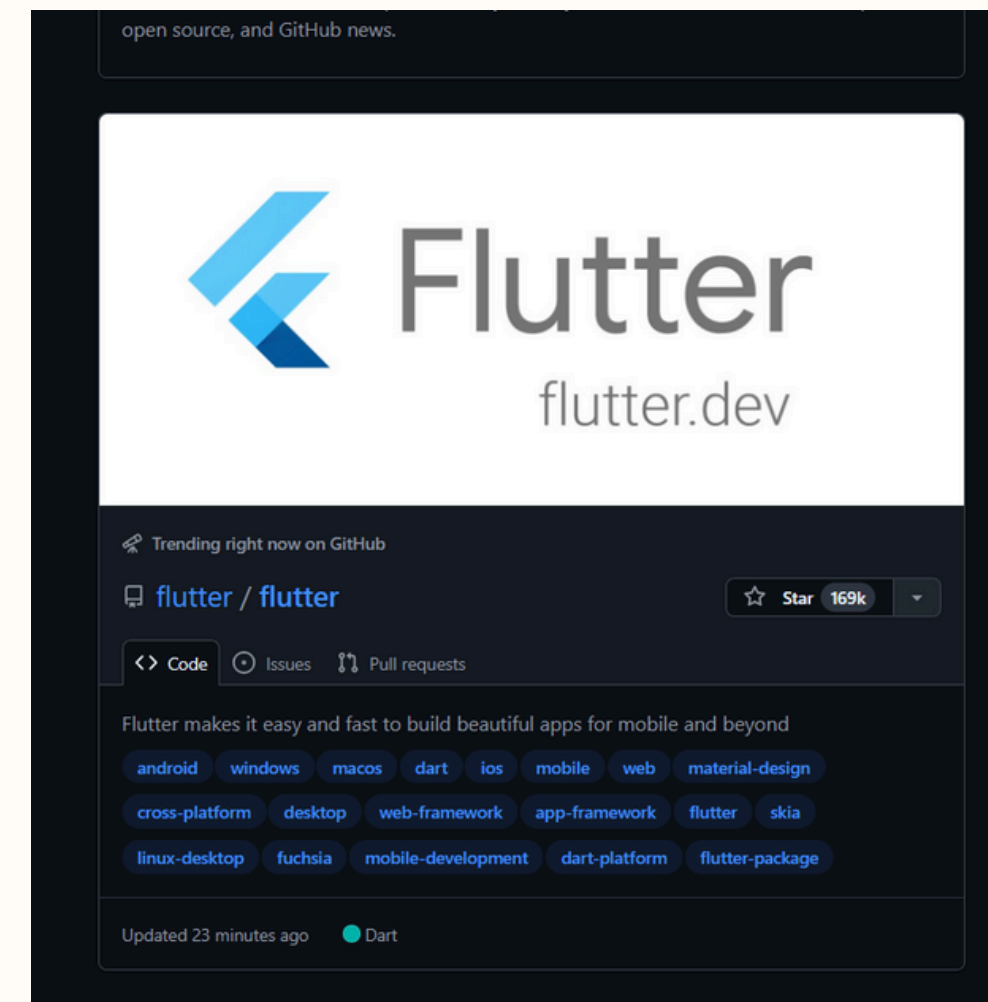 open source, and GitHub news.
Flutter
flutter.dev
Trending right now on GitHub
flutter / flutter
Star 169k
Code Issues Pull requests
Flutter makes it easy and fast to build beautiful apps for mobile and beyond
android windows macos dart ios mobile web material-design
cross-platform desktop web-framework app-framework flutter skia
linux-desktop fuchsia mobile-development dart-platform flutter-package
Updated 23 minutes ago Dart